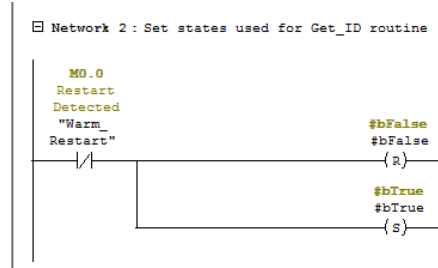 Network 2 : Set states used for Get_ID routine
M0.0
Restart
Detected
"Warm_
Restart"
#bFalse
#bFalse
R
#bTrue
#bTrue
S